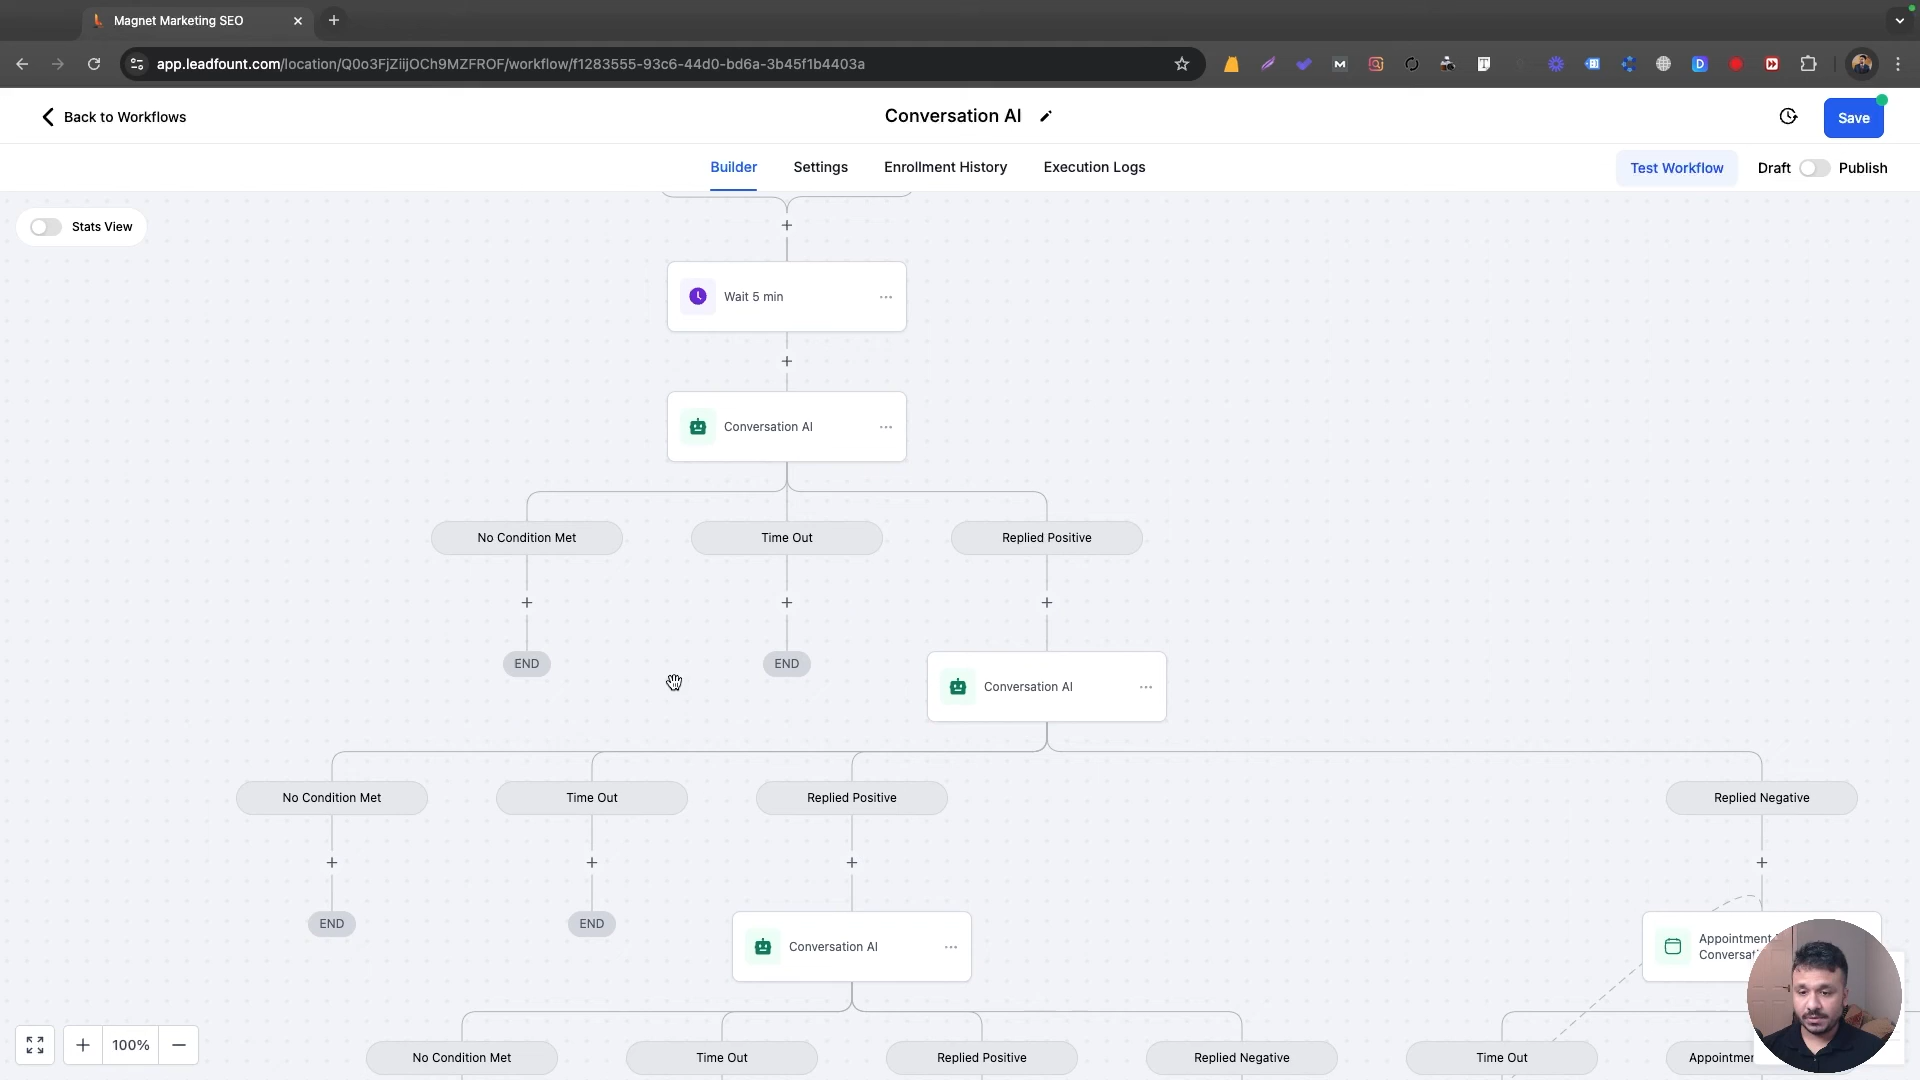 Magnet Marketing SEO
app.leadfount.com/location/Q0o3FjZiijOCh9MZFROF/workflow/f1283555-93c6-44d0-bd6a-3b45f1b4403a
Back to Workflows
Conversation AI
Save
Builder
Settings
Enrollment History
Execution Logs
Test Workflow
Draft
Publish
Stats View
Wait 5 min
Conversation AI
No Condition Met
Time Out
Replied Positive
END
END
Conversation AI
No Condition Met
Time Out
Replied Positive
Replied Negative
END
END
Conversation AI
Appointment
100%
No Condition Met
Time Out
Replied Positive
Replied Negative
Time Out